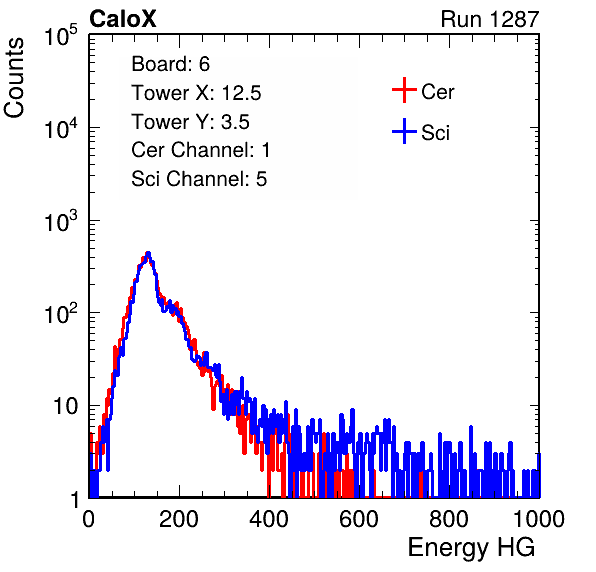 CaloX Run 1287
Counts
10^5
10^4
10^3
10^2
10
1
Board: 6
Tower X: 12.5
Tower Y: 3.5
Cer Channel: 1
Sci Channel: 5
Cer
Sci
0 200 400 600 800 1000
Energy HG